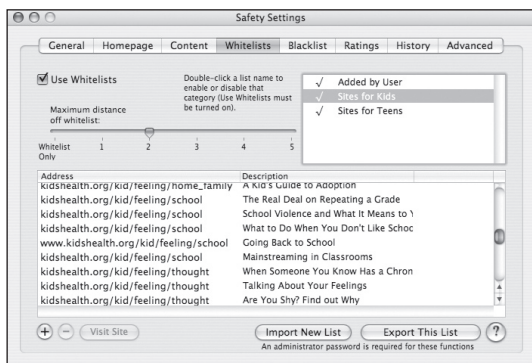 Safety Settings
General Homepage Content Whitelists Blacklist Ratings History Advanced
Use Whitelists
Double-click a list name to
enable or disable that
category (Use Whitelists must
be turned on).
Maximum distance
off whitelist:
Whitelist
Only
1 2 3 4 5
√ Added by User
√ Sites for Kids
√ Sites for Teens
Address Description
kidshealth.org/kid/feeling/home_family A Kid's Guide to Adoption
kidshealth.org/kid/feeling/school The Real Deal on Repeating a Grade
kidshealth.org/kid/feeling/school School Violence and What It Means to Y
kidshealth.org/kid/feeling/school What to Do When You Don't Like Schoc
www.kidshealth.org/kid/feeling/school Going Back to School
kidshealth.org/kid/feeling/school Mainstreaming in Classrooms
kidshealth.org/kid/feeling/thought When Someone You Know Has a Chron
kidshealth.org/kid/feeling/thought Talking About Your Feelings
kidshealth.org/kid/feeling/thought Are You Shy? Find out Why
+ − Visit Site Import New List Export This List ?
An administrator password is required for these functions